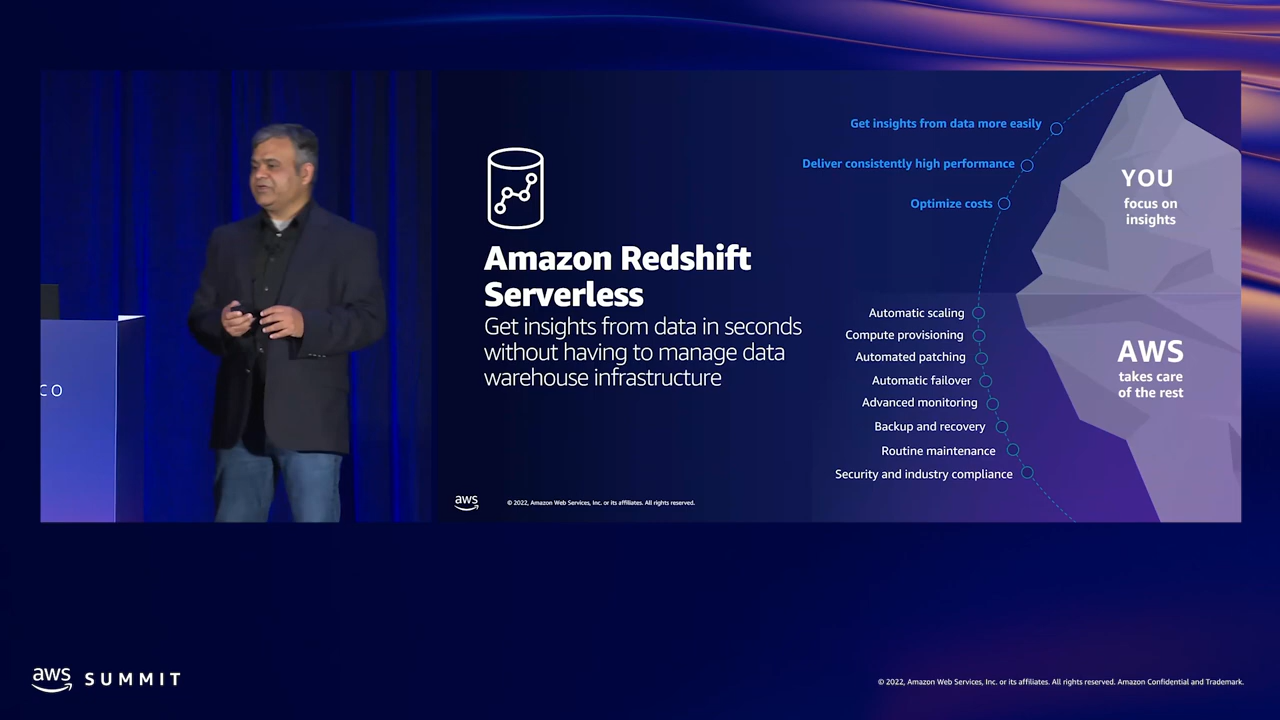 CO
Amazon Redshift
Serverless
Get insights from data in seconds
without having to manage data
warehouse infrastructure
Get insights from data more easily
Deliver consistently high performance
Optimize costs
YOU
focus on
insights
Automatic scaling
Compute provisioning
Automated patching
Automatic failover
Advanced monitoring
Backup and recovery
Routine maintenance
Security and industry compliance
AWS
takes care
of the rest
aws
© 2022, Amazon Web Services, Inc. or its affiliates. All rights reserved.
aws SUMMIT
© 2022, Amazon Web Services, Inc. or its affiliates. All rights reserved. Amazon Confidential and Trademark.